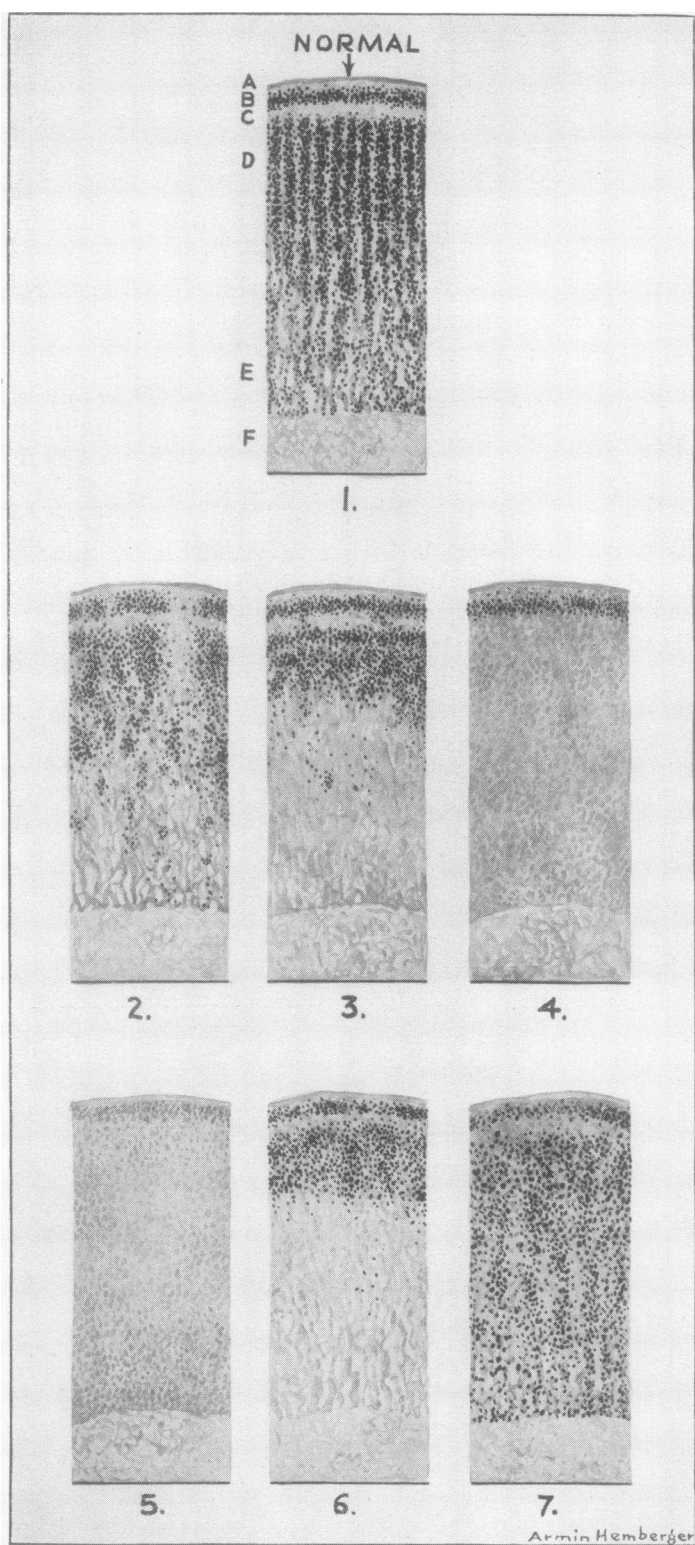 NORMAL
A
B
C
D
E
F
1.
2.
3.
4.
5.
6.
7.
Armin Hemberger